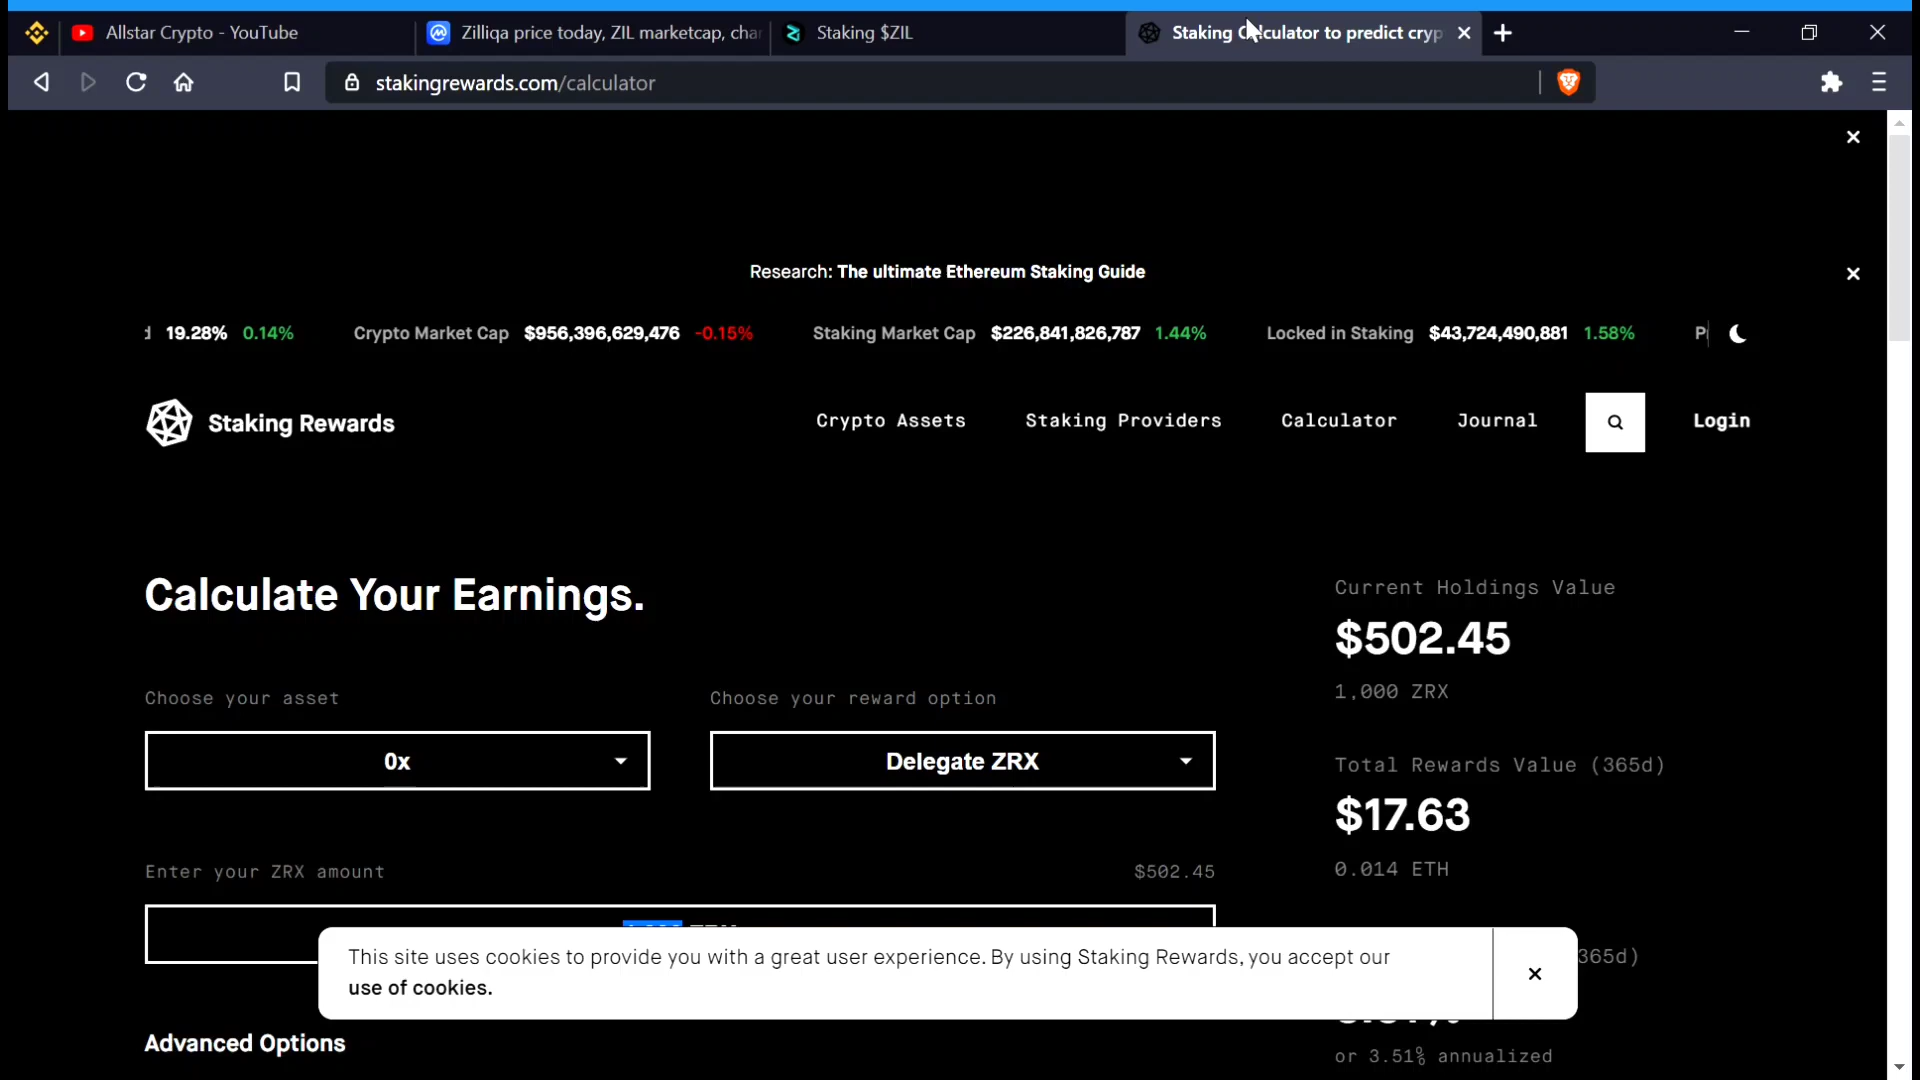 Allstar Crypto - YouTube
Zilliqa price today, ZIL marketcap, cha
Staking $ZIL
Staking Calculator to predict cryp
stakingrewards.com/calculator
Research: The ultimate Ethereum Staking Guide
d 19.28% 0.14% Crypto Market Cap $956,396,629,476 -0.15% Staking Market Cap $226,841,826,787 1.44% Locked in Staking $43,724,490,881 1.58%
Staking Rewards
Crypto Assets Staking Providers Calculator Journal Login
Calculate Your Earnings.
Choose your asset
0x
Choose your reward option
Delegate ZRX
Enter your ZRX amount $502.45
Advanced Options
Current Holdings Value
$502.45
1,000 ZRX
Total Rewards Value (365d)
$17.63
0.014 ETH
365d)
or 3.51% annualized
This site uses cookies to provide you with a great user experience. By using Staking Rewards, you accept our
use of cookies.